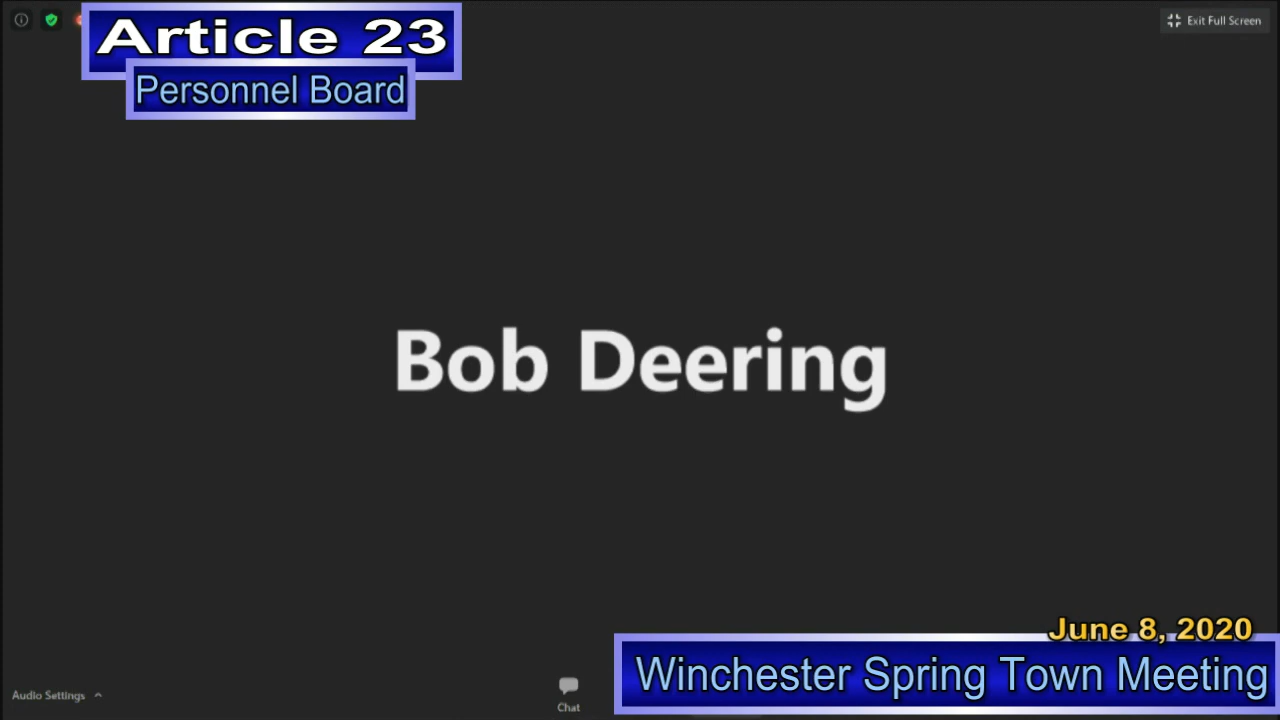 Article 23
Exit Full Screen
Personnel Board
Bob Deering
June 8, 2020
Winchester Spring Town Meeting
Audio Settings
Chat